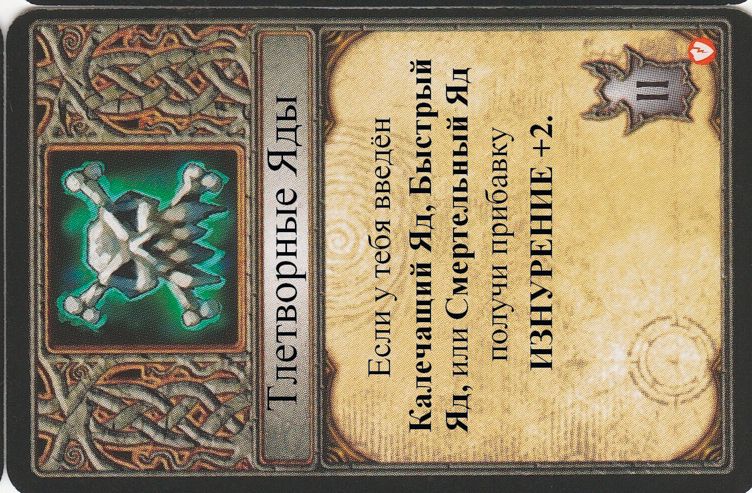 Тлетворные Яды
Если у тебя введён
Калечащий Яд, Быстрый
Яд, или Смертельный Яд
получи прибавку
ИЗНУРЕНИЕ +2.
II